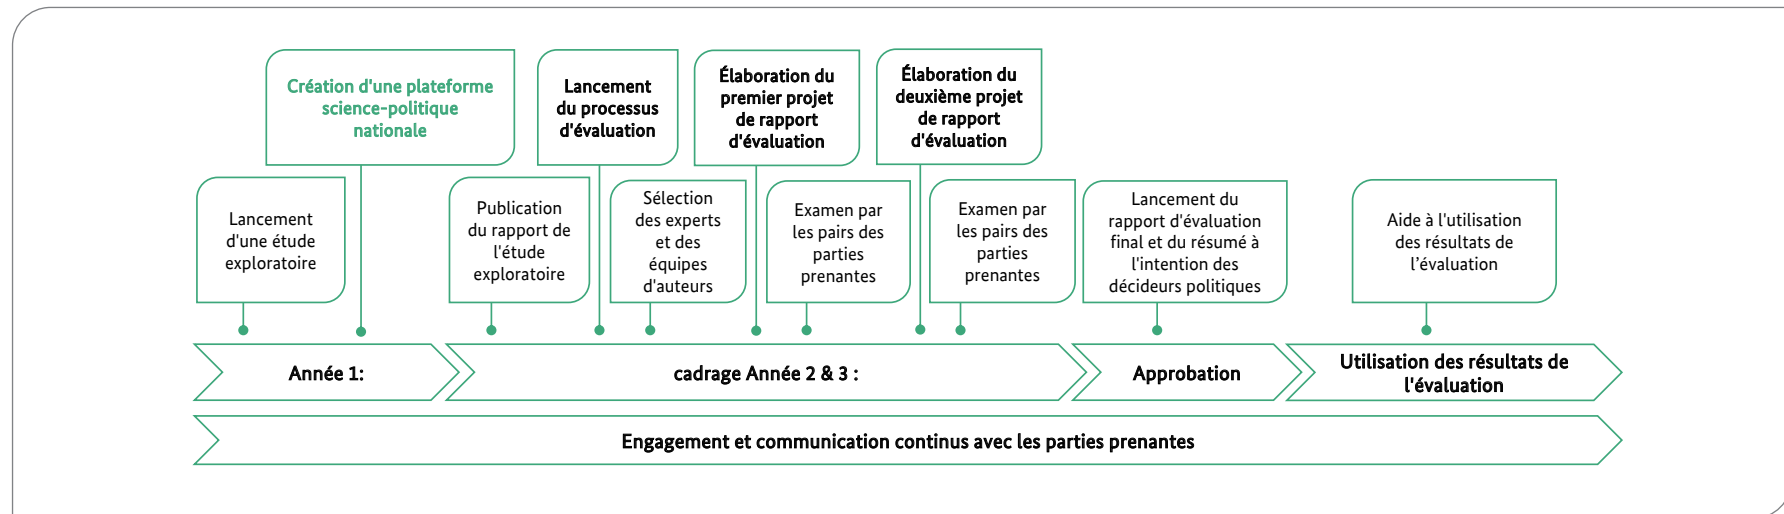 Création d'une plateforme
science-politique
nationale
Lancement
du processus
d'évaluation
Élaboration du
premier projet
de rapport
d'évaluation
Élaboration du
deuxième projet
de rapport
d'évaluation
Lancement
d'une étude
exploratoire
Publication
du rapport de
l'étude
exploratoire
Sélection
des experts
et des
équipes
d'auteurs
Examen par
les pairs des
parties
prenantes
Examen par
les pairs des
parties
prenantes
Lancement du
rapport d'évaluation
final et du résumé à
l'intention des
décideurs politiques
Aide à l'utilisation
des résultats de
l’évaluation
Année 1:
cadrage Année 2 & 3 :
Approbation
Utilisation des résultats de
l'évaluation
Engagement et communication continus avec les parties prenantes